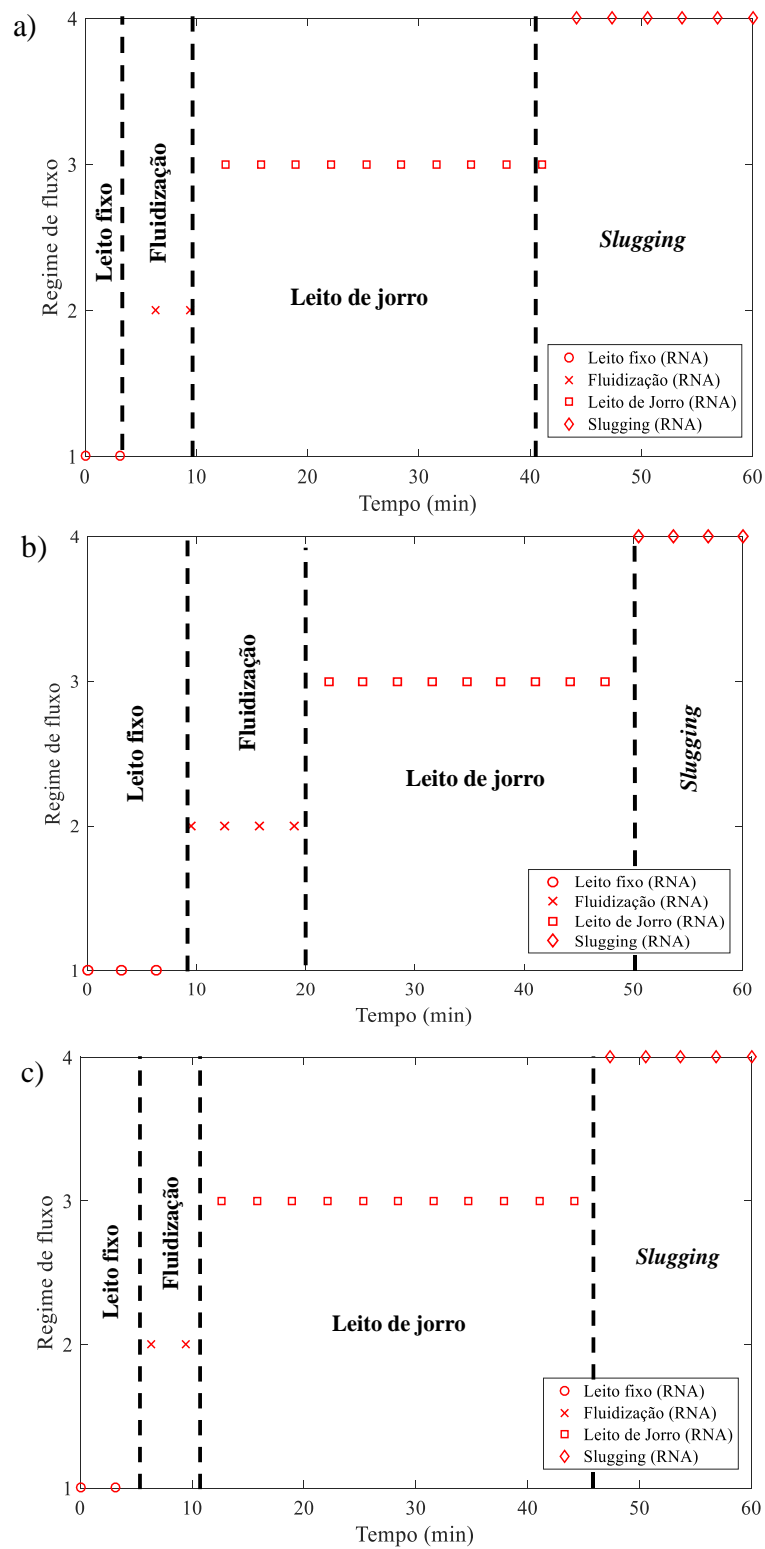 a)
4
3
2
1
Regime de fluxo
Leito fixo
Fluidização
Leito de jorro
Slugging
Leito fixo (RNA)
Fluidização (RNA)
Leito de Jorro (RNA)
Slugging (RNA)
0 10 20 30 40 50 60
Tempo (min)
b)
4
3
2
1
Regime de fluxo
Leito fixo
Fluidização
Leito de jorro
Slugging
Leito fixo (RNA)
Fluidização (RNA)
Leito de Jorro (RNA)
Slugging (RNA)
0 10 20 30 40 50 60
Tempo (min)
c)
4
3
2
1
Regime de fluxo
Leito fixo
Fluidização
Leito de jorro
Slugging
Leito fixo (RNA)
Fluidização (RNA)
Leito de Jorro (RNA)
Slugging (RNA)
0 10 20 30 40 50 60
Tempo (min)